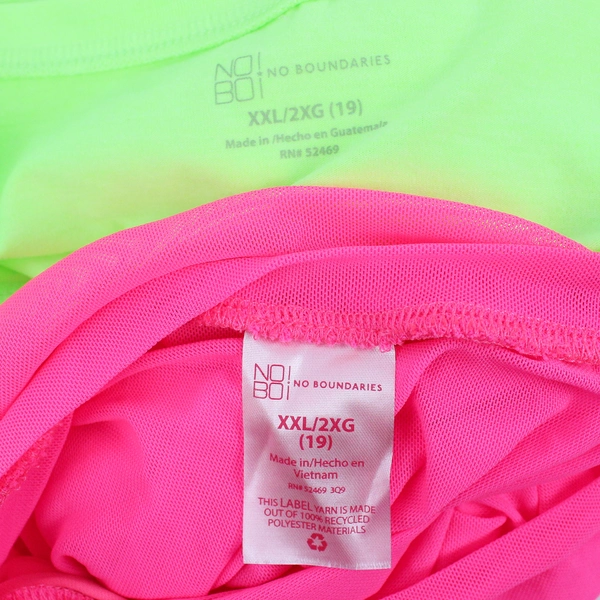 NO!
BO!
NO BOUNDARIES
XXL/2XG (19)
Made in /Hecho en Guatemala
RN# 52469
NO!
BO!
NO BOUNDARIES
XXL/2XG
(19)
Made in/Hecho en
Vietnam
RN# 52469 3Q9
THIS LABEL YARN IS MADE
OUT OF 100% RECYCLED
POLYESTER MATERIALS